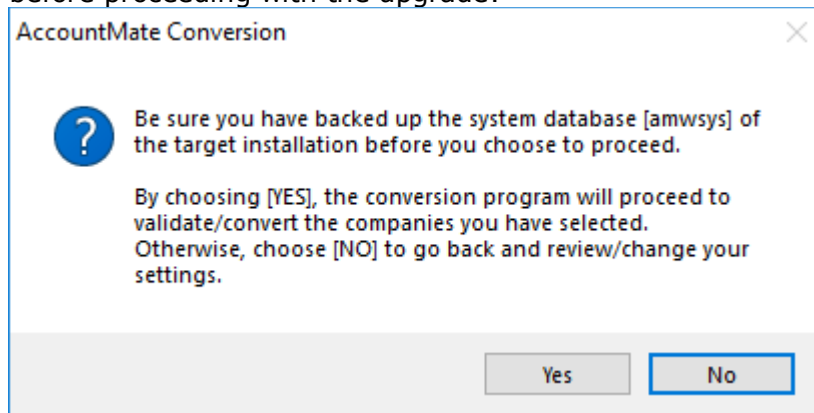 before proceeding with the upgrade.
AccountMate Conversion
Be sure you have backed up the system database [amwsys] of
the target installation before you choose to proceed.
By choosing [YES], the conversion program will proceed to
validate/convert the companies you have selected.
Otherwise, choose [NO] to go back and review/change your
settings.
Yes
No